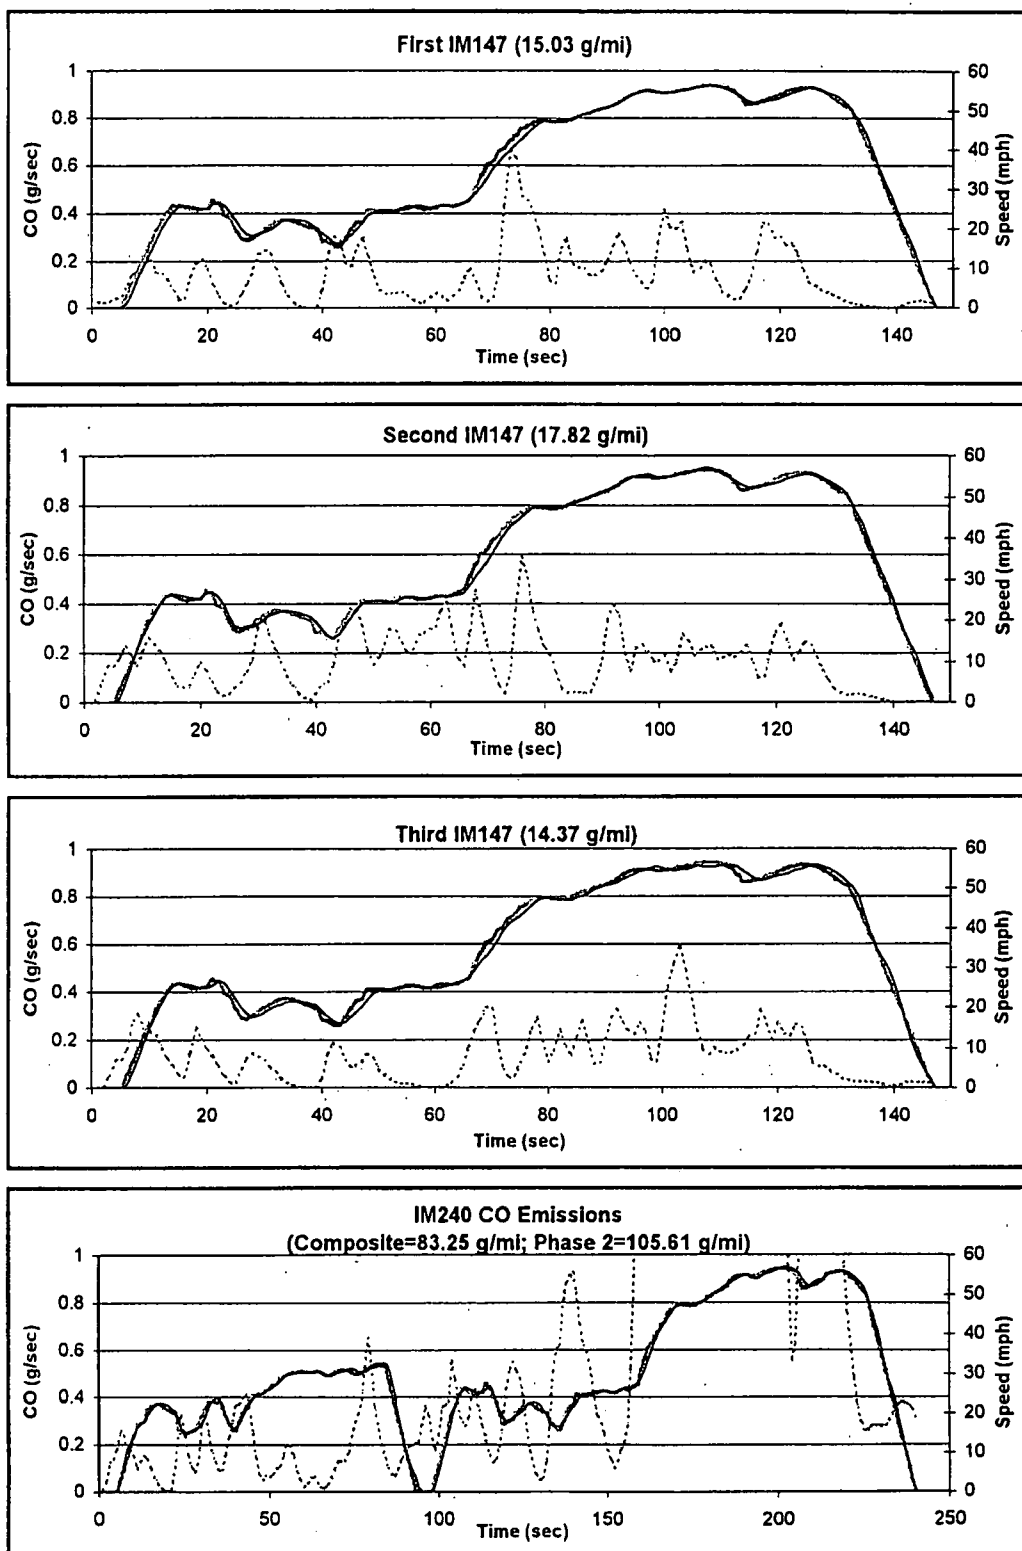 First IM147 (15.03 g/mi)
1
0.8
0.6
0.4
0.2
0
CO (g/sec)
60
50
40
30
20
10
0
Speed (mph)
0 20 40 60 80 100 120 140
Time (sec)
Second IM147 (17.82 g/mi)
1
0.8
0.6
0.4
0.2
0
CO (g/sec)
60
50
40
30
20
10
0
Speed (mph)
0 20 40 60 80 100 120 140
Time (sec)
Third IM147 (14.37 g/mi)
1
0.8
0.6
0.4
0.2
0
CO (g/sec)
60
50
40
30
20
10
0
Speed (mph)
0 20 40 60 80 100 120 140
Time (sec)
IM240 CO Emissions
(Composite=83.25 g/mi; Phase 2=105.61 g/mi)
1
0.8
0.6
0.4
0.2
0
CO (g/sec)
60
50
40
30
20
10
0
Speed (mph)
0 50 100 150 200 250
Time (sec)